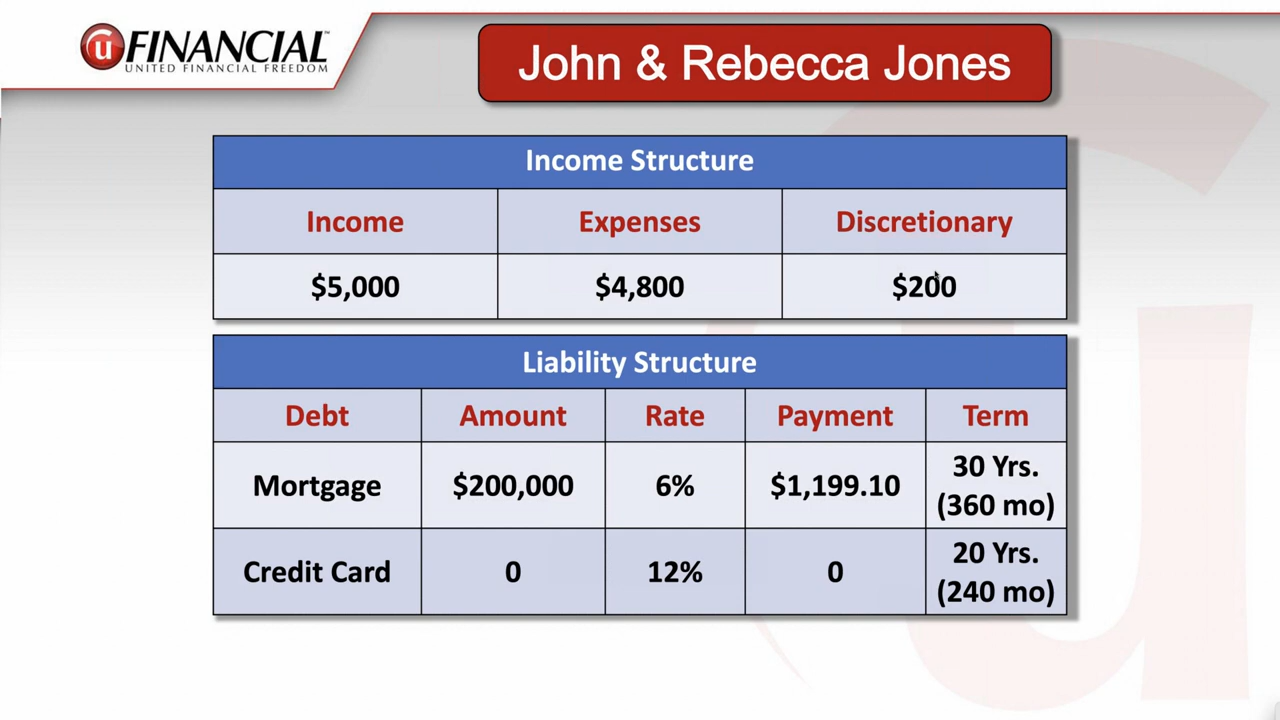 u FINANCIAL™
UNITED FINANCIAL FREEDOM
John & Rebecca Jones
Income Structure
Income Expenses Discretionary
$5,000 $4,800 $200
Liability Structure
Debt Amount Rate Payment Term
Mortgage $200,000 6% $1,199.10 30 Yrs.
(360 mo)
Credit Card 0 12% 0 20 Yrs.
(240 mo)